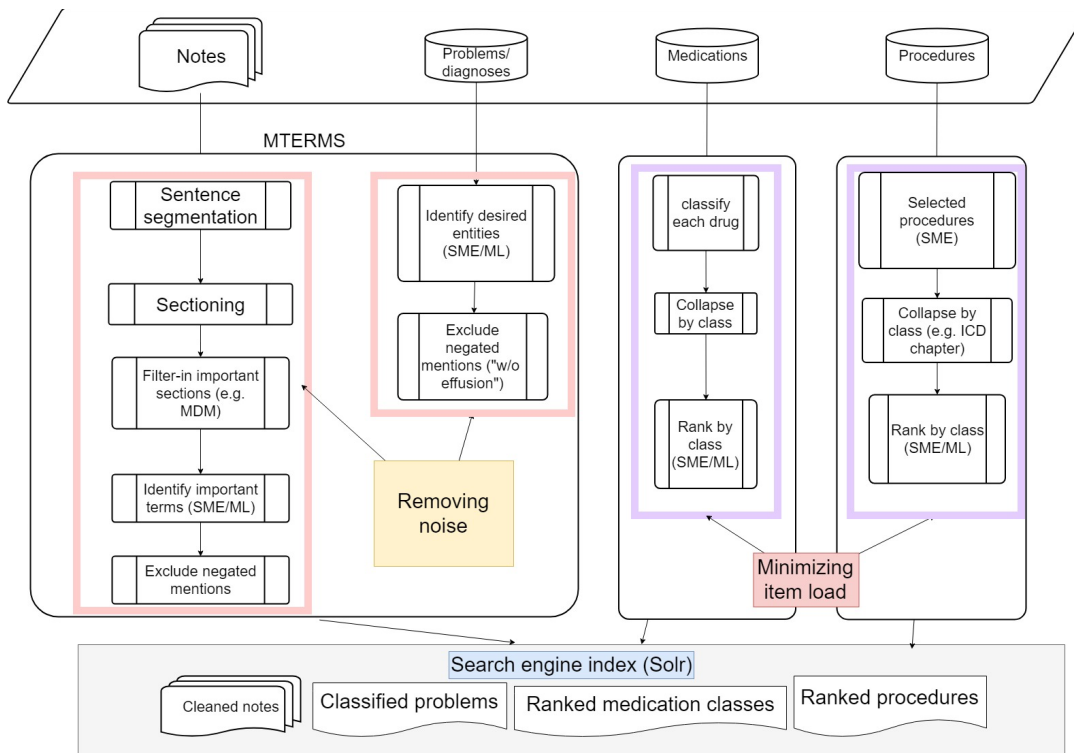 Notes
Problems/
diagnoses
Medications
Procedures
MTERMS
Sentence
segmentation
Sectioning
Filter-in important
sections (e.g.
MDM)
Identify important
terms (SME/ML)
Exclude negated
mentions
Identify desired
entities
(SME/ML)
Exclude
negated
mentions ("w/o
effusion")
Removing
noise
classify
each drug
Collapse
by class
Rank by
class
(SME/ML)
Selected
procedures
(SME)
Collapse by
class (e.g. ICD
chapter)
Rank by class
(SME/ML)
Minimizing
item load
Search engine index (Solr)
Cleaned notes
Classified problems
Ranked medication classes
Ranked procedures